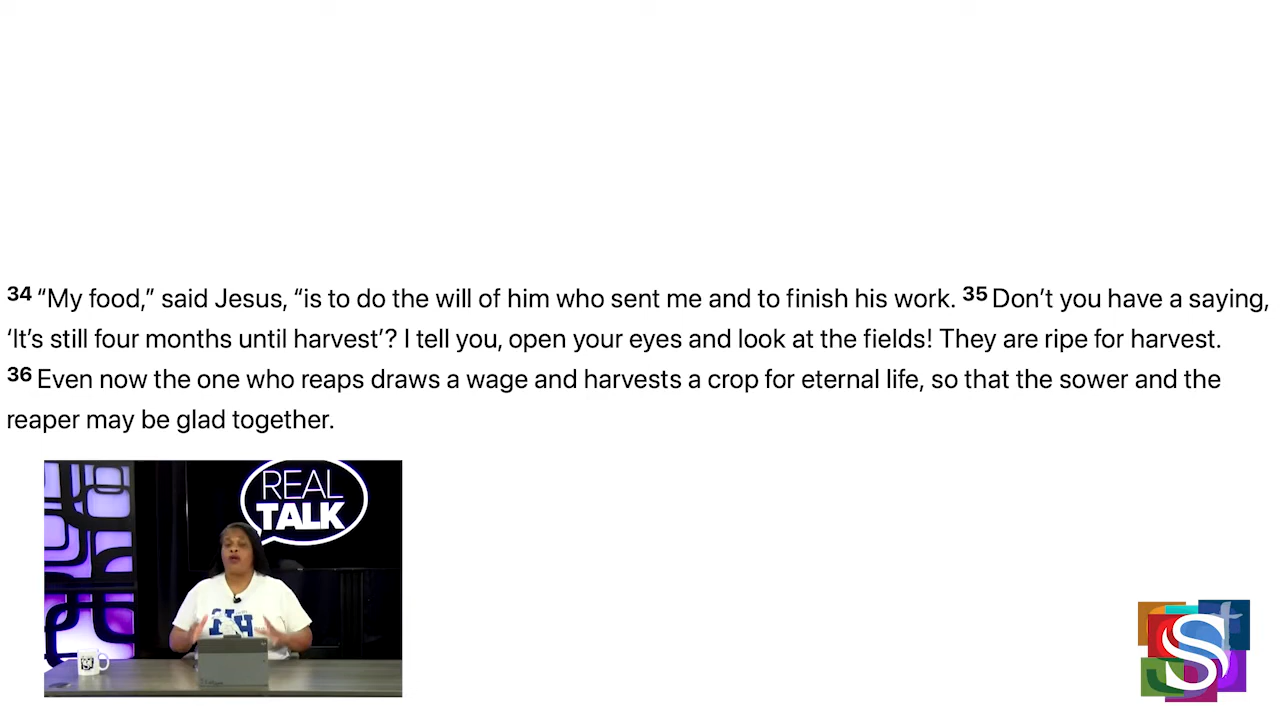 34 “My food,” said Jesus, “is to do the will of him who sent me and to finish his work. 35 Don’t you have a saying,
‘It’s still four months until harvest’? I tell you, open your eyes and look at the fields! They are ripe for harvest.
36 Even now the one who reaps draws a wage and harvests a crop for eternal life, so that the sower and the
reaper may be glad together.
REAL
TALK
S